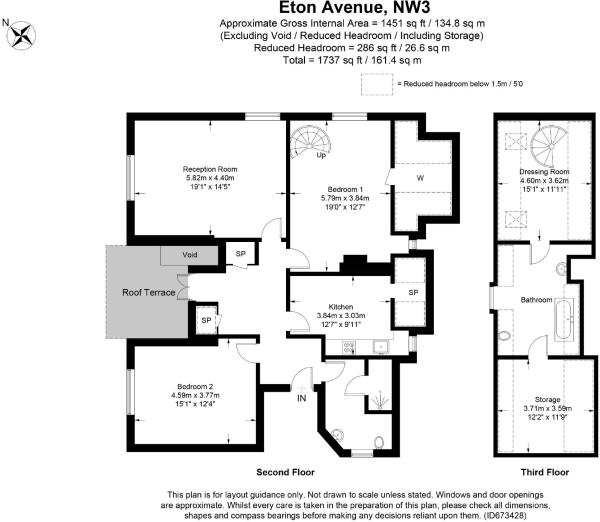 Eton Avenue, NW3
Approximate Gross Internal Area = 1451 sq ft / 134.8 sq m
(Excluding Void / Reduced Headroom / Including Storage)
Reduced Headroom = 286 sq ft / 26.6 sq m
Total = 1737 sq ft / 161.4 sq m
N
= Reduced headroom below 1.5m / 5'0
Reception Room
5.82m x 4.40m
19'1" x 14'5"
Up
Bedroom 1
5.79m x 3.84m
19'0" x 12'7"
W
Dressing Room
4.60m x 3.62m
15'1" x 11'11"
Void
SP
Roof Terrace
SP
SP
Kitchen
3.84m x 3.03m
12'7" x 9'11"
Bathroom
Bedroom 2
4.59m x 3.77m
15'1" x 12'4"
IN
Storage
3.71m x 3.59m
12'2" x 11'9"
Second Floor
Third Floor
This plan is for layout guidance only. Not drawn to scale unless stated. Windows and door openings
are approximate. Whilst every care is taken in the preparation of this plan, please check all dimensions,
shapes and compass bearings before making any decisions reliant upon them. (ID673428)